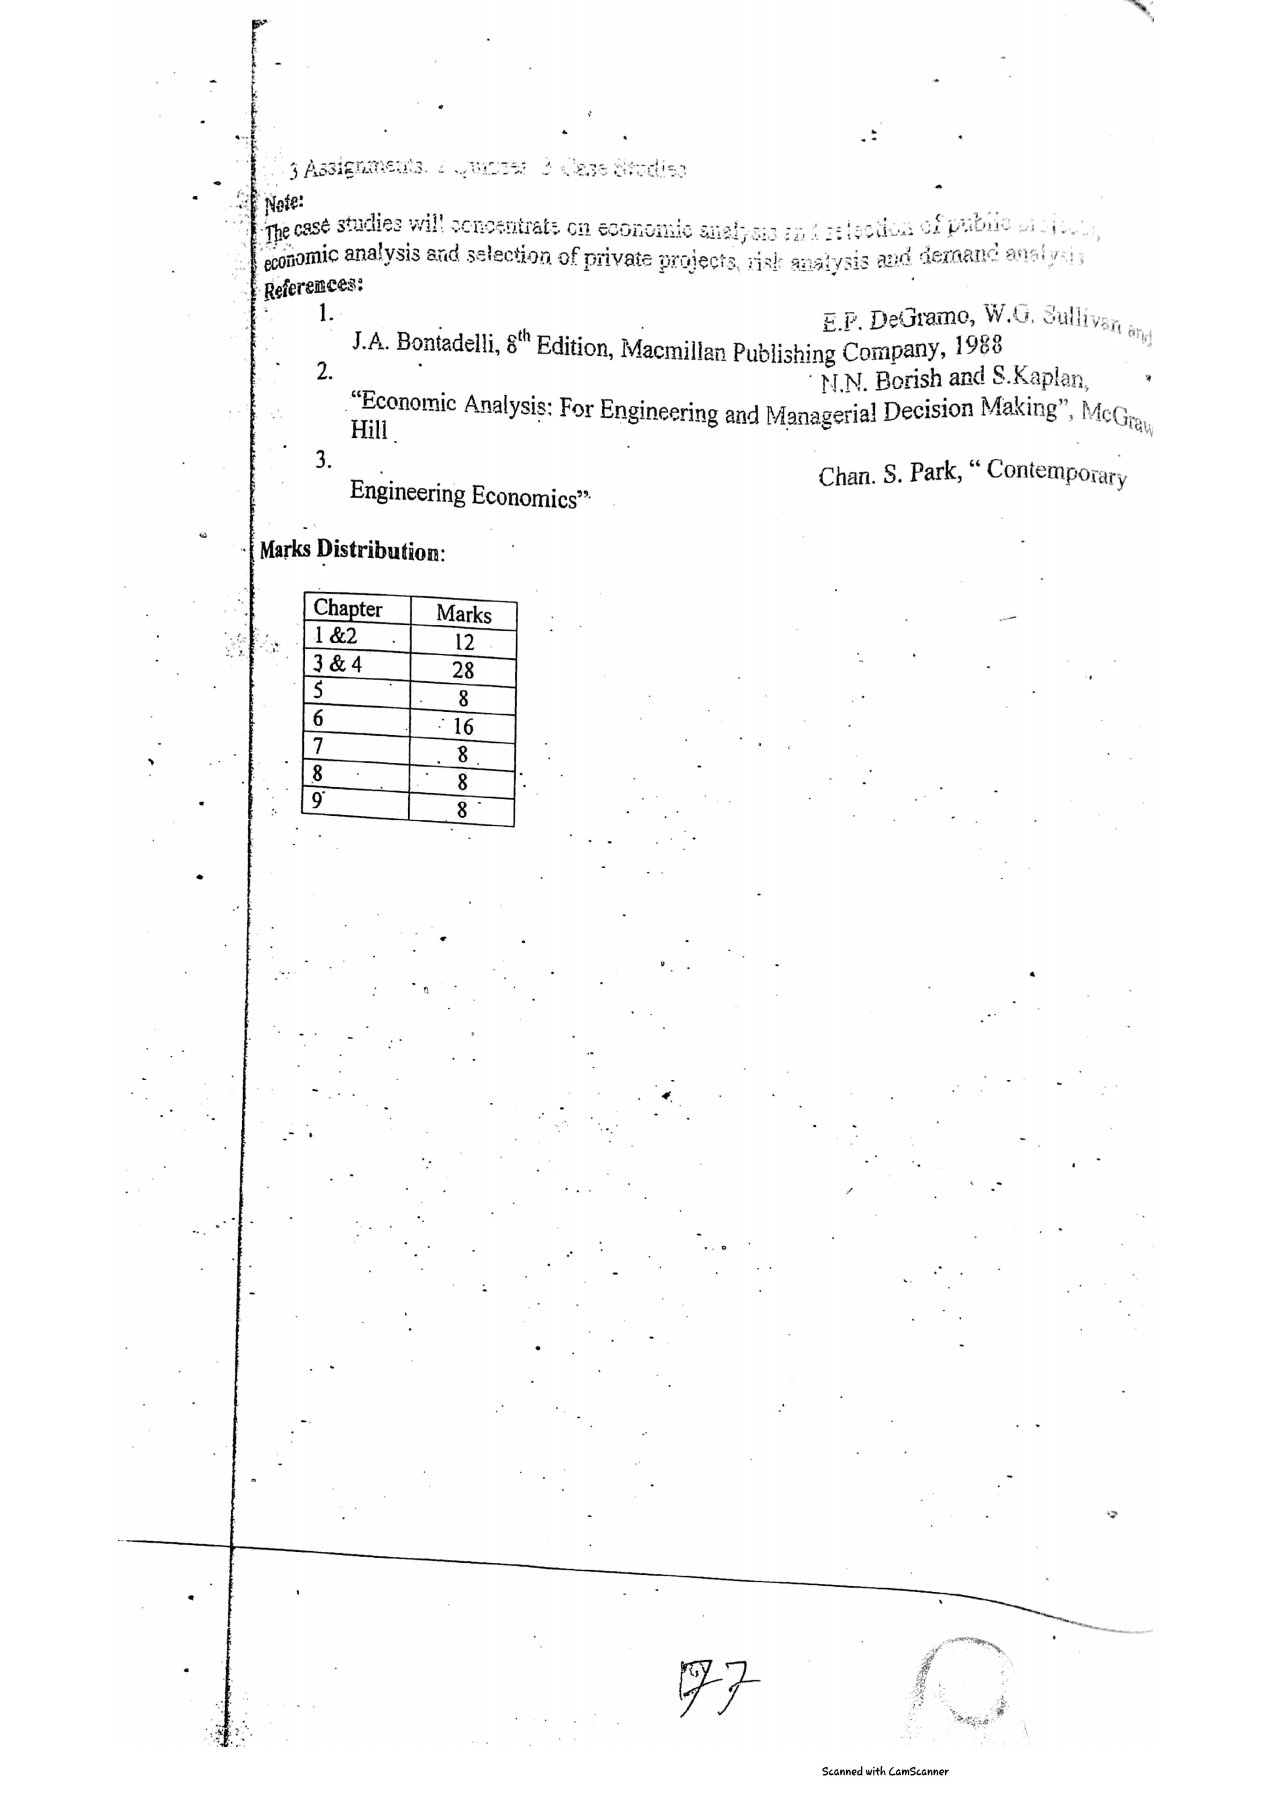 3 Assignments, 2 Quizzes 3 Case Studies
Note:
The case studies will concentrate on economic analysis and selection of public projects,
economic analysis and selection of private projects, risk analysis and demand analysis
References:
1. E.P. DeGramo, W.G. Sullivan and
J.A. Bontadelli, 8th Edition, Macmillan Publishing Company, 1988
2. N.N. Borish and S.Kaplan,
“Economic Analysis: For Engineering and Managerial Decision Making”, McGraw
Hill
3. Chan. S. Park, “ Contemporary
Engineering Economics”
Marks Distribution:
Chapter Marks
1 &2 12
3 & 4 28
5 8
6 16
7 8
8 8
9 8
77
Scanned with CamScanner